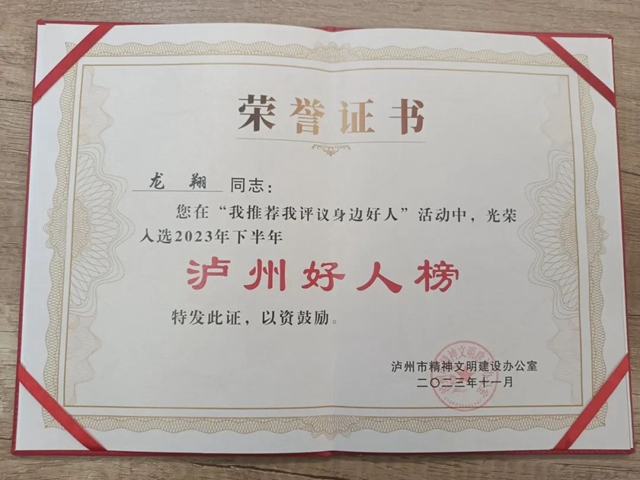 荣誉证书
龙翔 同志：
您在“我推荐我评议身边好人”活动中，光荣
入选2023年下半年
泸州好人榜
特发此证，以资鼓励。
泸州市精神文明建设办公室
二〇二三年十一月